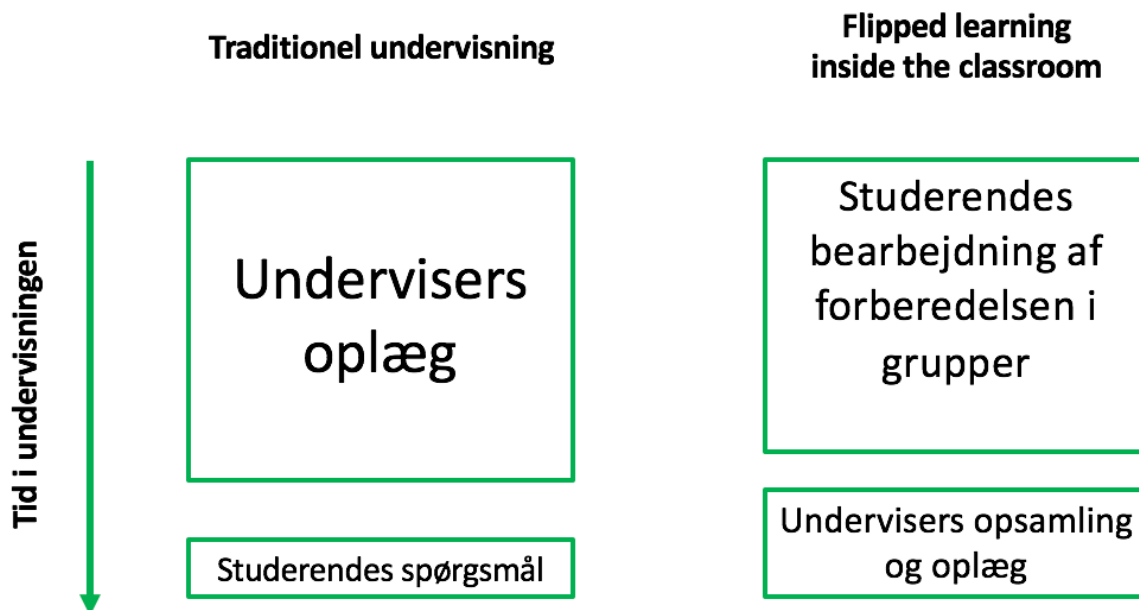 Traditionel undervisning
Flipped learning
inside the classroom
Tid i undervisningen
Undervisers
oplæg
Studerendes spørgsmål
Studerendes
bearbejdning af
forberedelsen i
grupper
Undervisers opsamling
og oplæg